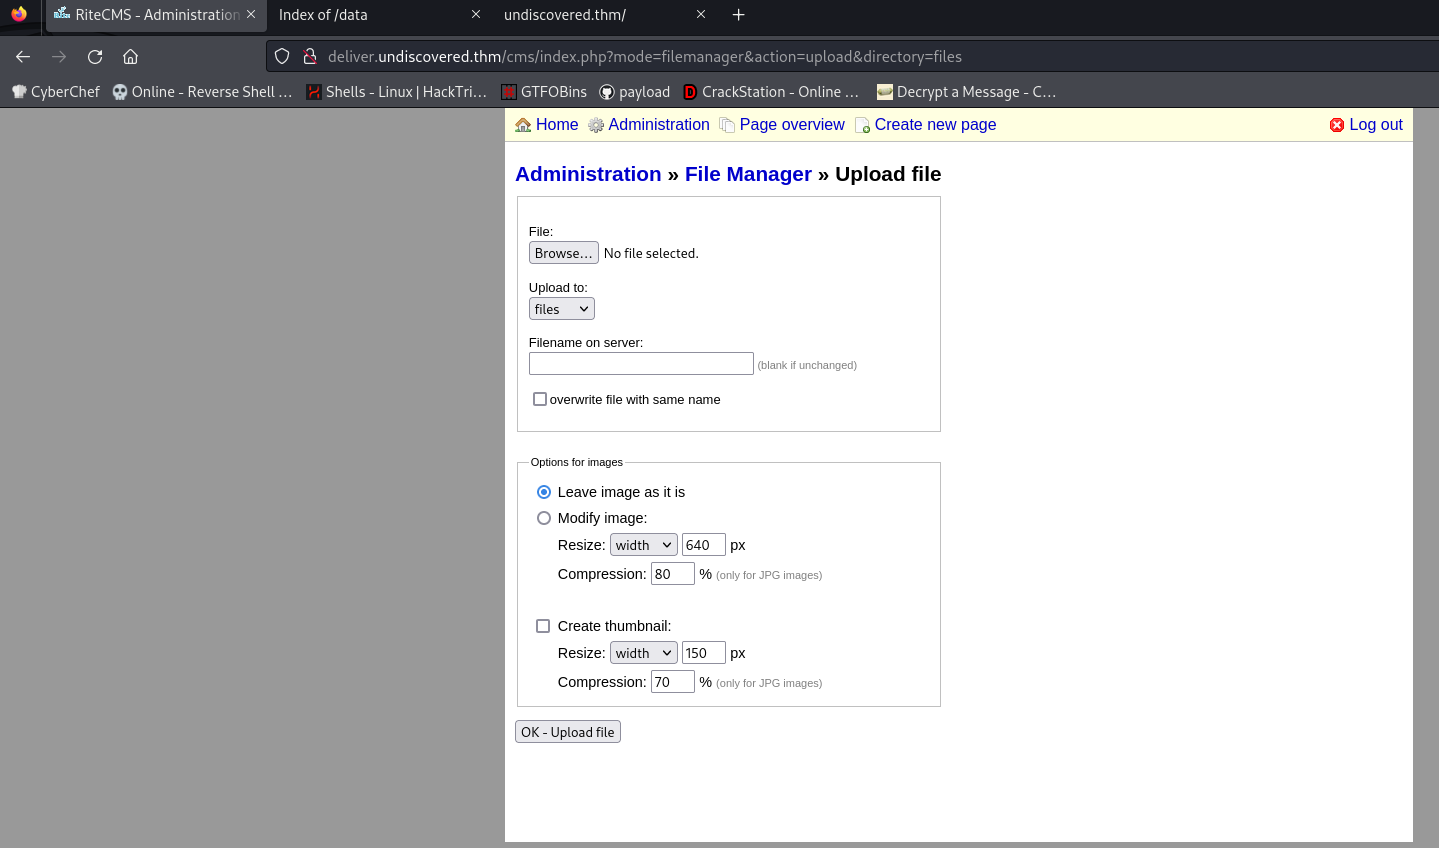 RiteCMS - Administration
Index of /data
undiscovered.thm/
deliver.undiscovered.thm/cms/index.php?mode=filemanager&action=upload&directory=files
CyberChef
Online - Reverse Shell …
Shells - Linux | HackTri…
GTFOBins
payload
CrackStation - Online …
Decrypt a Message - C…
Home
Administration
Page overview
Create new page
Log out
Administration » File Manager » Upload file
File:
Browse… No file selected.
Upload to:
files
Filename on server:
(blank if unchanged)
overwrite file with same name
Options for images
Leave image as it is
Modify image:
Resize: width 640 px
Compression: 80 % (only for JPG images)
Create thumbnail:
Resize: width 150 px
Compression: 70 % (only for JPG images)
OK - Upload file